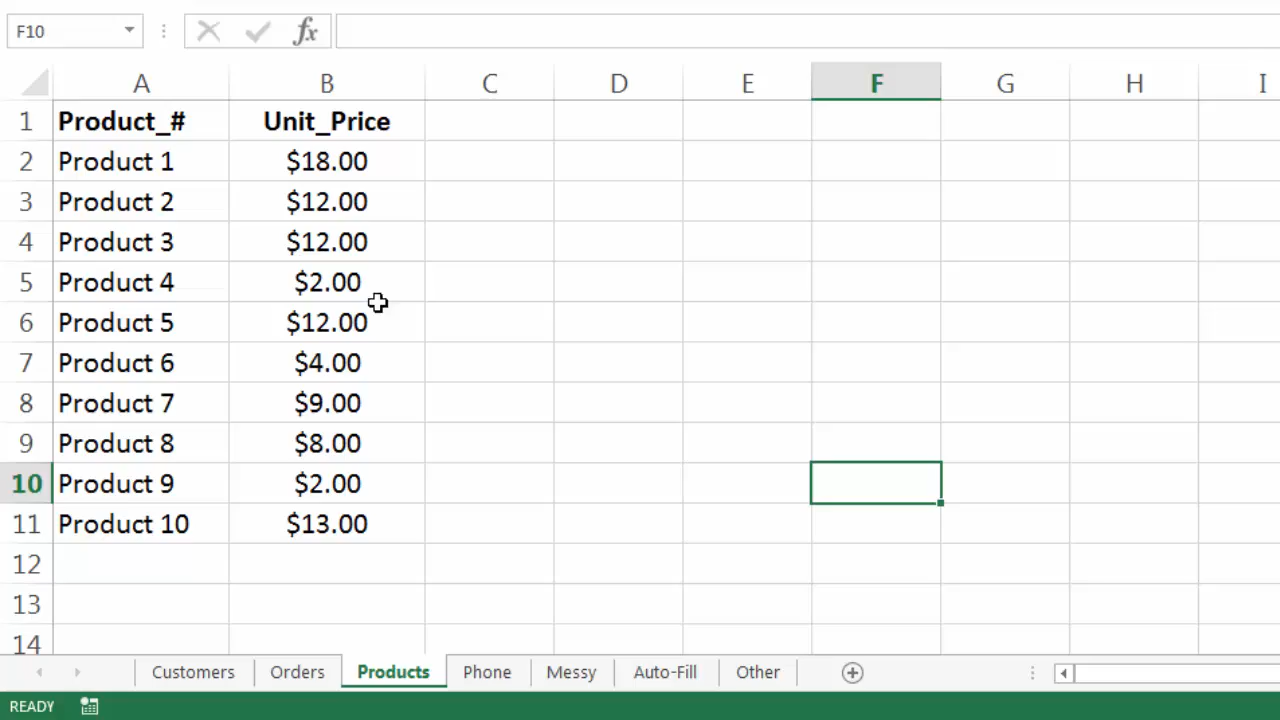 F10
fx
A B C D E F G H I
1 Product_# Unit_Price
2 Product 1 $18.00
3 Product 2 $12.00
4 Product 3 $12.00
5 Product 4 $2.00
6 Product 5 $12.00
7 Product 6 $4.00
8 Product 7 $9.00
9 Product 8 $8.00
10 Product 9 $2.00
11 Product 10 $13.00
12
13
14
Customers Orders Products Phone Messy Auto-Fill Other
READY